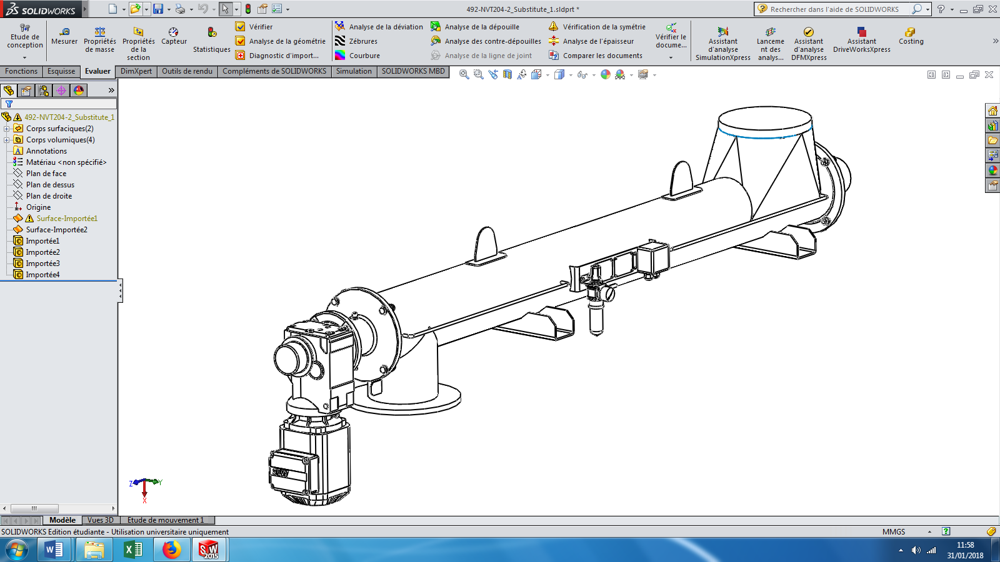 SOLIDWORKS
492-NVT204-2_Substitute_1.sldprt *
Rechercher dans l'aide de SOLIDWORKS
Etude de conception
Mesurer
Propriétés de masse
Propriétés de la section
Capteur
Statistiques
Vérifier
Analyse de la géométrie
Diagnostic d'import...
Analyse de la déviation
Zébrures
Courbure
Analyse de la dépouille
Analyse des contre-dépouilles
Analyse de la ligne de joint
Vérification de la symétrie
Analyse de l'épaisseur
Comparer les documents
Vérifier le docume...
Assistant d'analyse SimulationXpress
Lanceme nt des analys...
Assistant d'analyse DFMXpress
Assistant DriveWorksXpress
Costing
Fonctions
Esquisse
Evaluer
DimXpert
Outils de rendu
Compléments de SOLIDWORKS
Simulation
SOLIDWORKS MBD
492-NVT204-2_Substitute_1
Corps surfaciques(2)
Corps volumiques(4)
Annotations
Matériau <non spécifié>
Plan de face
Plan de dessus
Plan de droite
Origine
Surface-Importée1
Surface-Importée2
Importée1
Importée2
Importée3
Importée4
Z
Y
X
Modèle
Vues 3D
Etude de mouvement 1
SOLIDWORKS Edition étudiante - Utilisation universitaire uniquement
MMGS
SW
2015
11:58
31/01/2018